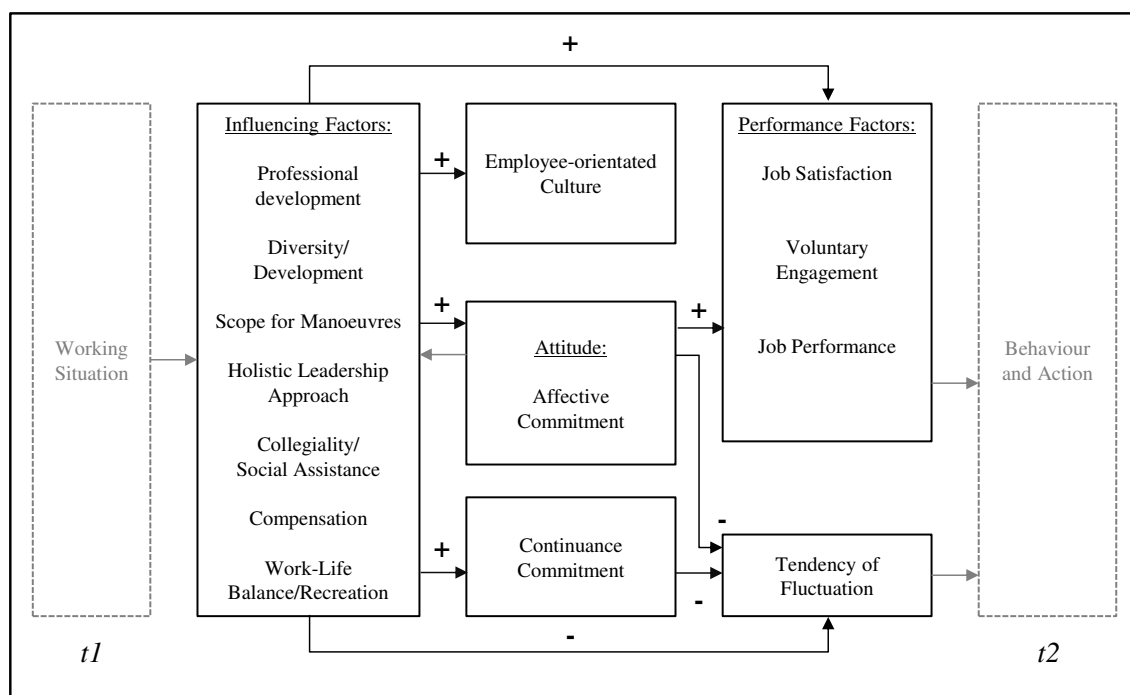 +
Working
Situation
t1
Influencing Factors:
Professional
development
Diversity/
Development
Scope for Manoeuvres
Holistic Leadership
Approach
Collegiality/
Social Assistance
Compensation
Work-Life
Balance/Recreation
+
Employee-orientated
Culture
+
Attitude:
Affective
Commitment
+
Continuance
Commitment
+
-
-
-
Performance Factors:
Job Satisfaction
Voluntary
Engagement
Job Performance
Tendency of
Fluctuation
Behaviour
and Action
t2